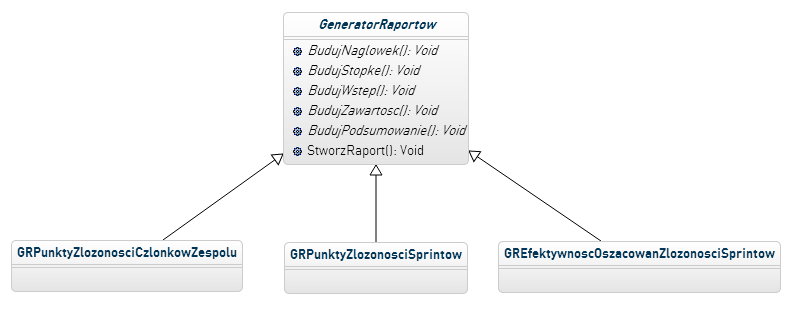 GeneratorRaportow
BudujNaglowek(): Void
BudujStopke(): Void
BudujWstep(): Void
BudujZawartosc(): Void
BudujPodsumowanie(): Void
StworzRaport(): Void
GRPunktyZlozonosciCzlonkowZespolu
GRPunktyZlozonosciSprintow
GREfektywnoscOszacowanZlozonosciSprintow